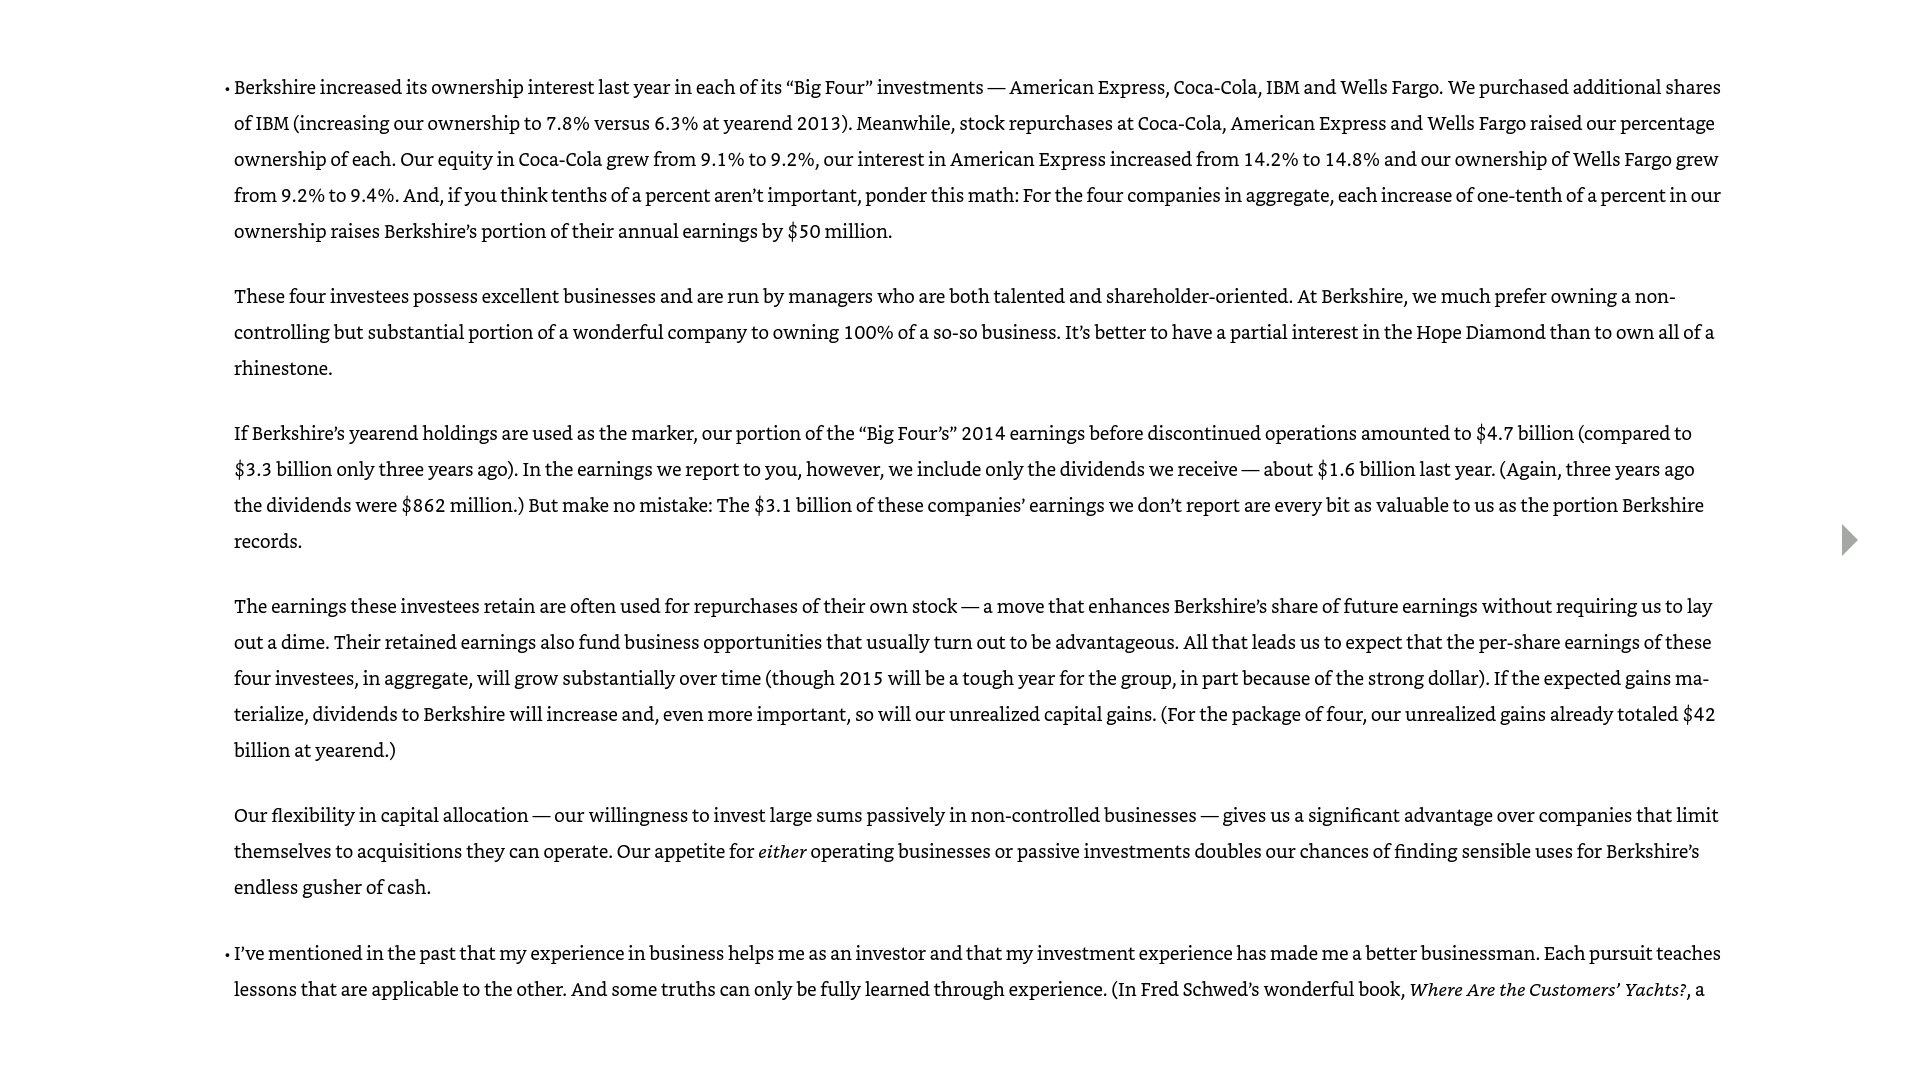 • Berkshire increased its ownership interest last year in each of its “Big Four” investments — American Express, Coca-Cola, IBM and Wells Fargo. We purchased additional shares
of IBM (increasing our ownership to 7.8% versus 6.3% at yearend 2013). Meanwhile, stock repurchases at Coca-Cola, American Express and Wells Fargo raised our percentage
ownership of each. Our equity in Coca-Cola grew from 9.1% to 9.2%, our interest in American Express increased from 14.2% to 14.8% and our ownership of Wells Fargo grew
from 9.2% to 9.4%. And, if you think tenths of a percent aren’t important, ponder this math: For the four companies in aggregate, each increase of one-tenth of a percent in our
ownership raises Berkshire’s portion of their annual earnings by $50 million.
These four investees possess excellent businesses and are run by managers who are both talented and shareholder-oriented. At Berkshire, we much prefer owning a non-
controlling but substantial portion of a wonderful company to owning 100% of a so-so business. It’s better to have a partial interest in the Hope Diamond than to own all of a
rhinestone.
If Berkshire’s yearend holdings are used as the marker, our portion of the “Big Four’s” 2014 earnings before discontinued operations amounted to $4.7 billion (compared to
$3.3 billion only three years ago). In the earnings we report to you, however, we include only the dividends we receive — about $1.6 billion last year. (Again, three years ago
the dividends were $862 million.) But make no mistake: The $3.1 billion of these companies’ earnings we don’t report are every bit as valuable to us as the portion Berkshire
records.
The earnings these investees retain are often used for repurchases of their own stock — a move that enhances Berkshire’s share of future earnings without requiring us to lay
out a dime. Their retained earnings also fund business opportunities that usually turn out to be advantageous. All that leads us to expect that the per-share earnings of these
four investees, in aggregate, will grow substantially over time (though 2015 will be a tough year for the group, in part because of the strong dollar). If the expected gains ma-
terialize, dividends to Berkshire will increase and, even more important, so will our unrealized capital gains. (For the package of four, our unrealized gains already totaled $42
billion at yearend.)
Our flexibility in capital allocation — our willingness to invest large sums passively in non-controlled businesses — gives us a significant advantage over companies that limit
themselves to acquisitions they can operate. Our appetite for either operating businesses or passive investments doubles our chances of finding sensible uses for Berkshire’s
endless gusher of cash.
• I’ve mentioned in the past that my experience in business helps me as an investor and that my investment experience has made me a better businessman. Each pursuit teaches
lessons that are applicable to the other. And some truths can only be fully learned through experience. (In Fred Schwed’s wonderful book, Where Are the Customers’ Yachts?, a